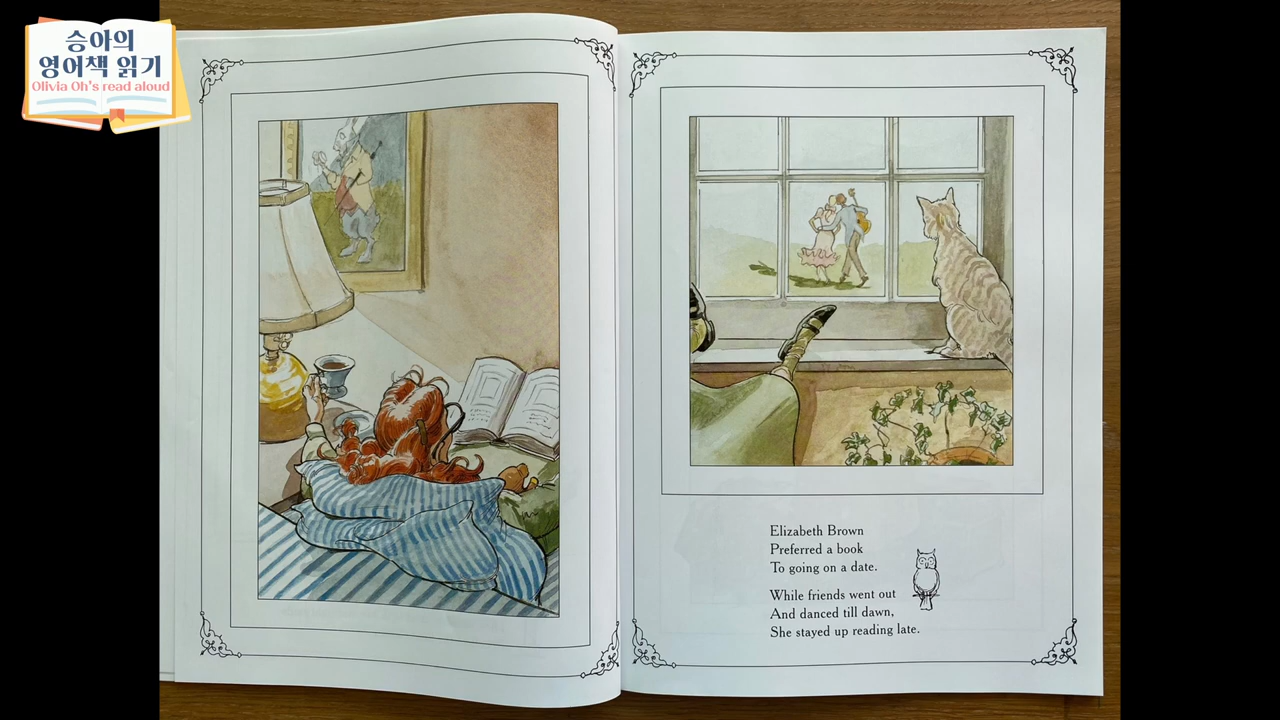 승아의
영어책 읽기
Olivia Oh's read aloud
Elizabeth Brown
Preferred a book
To going on a date.
While friends went out
And danced till dawn,
She stayed up reading late.